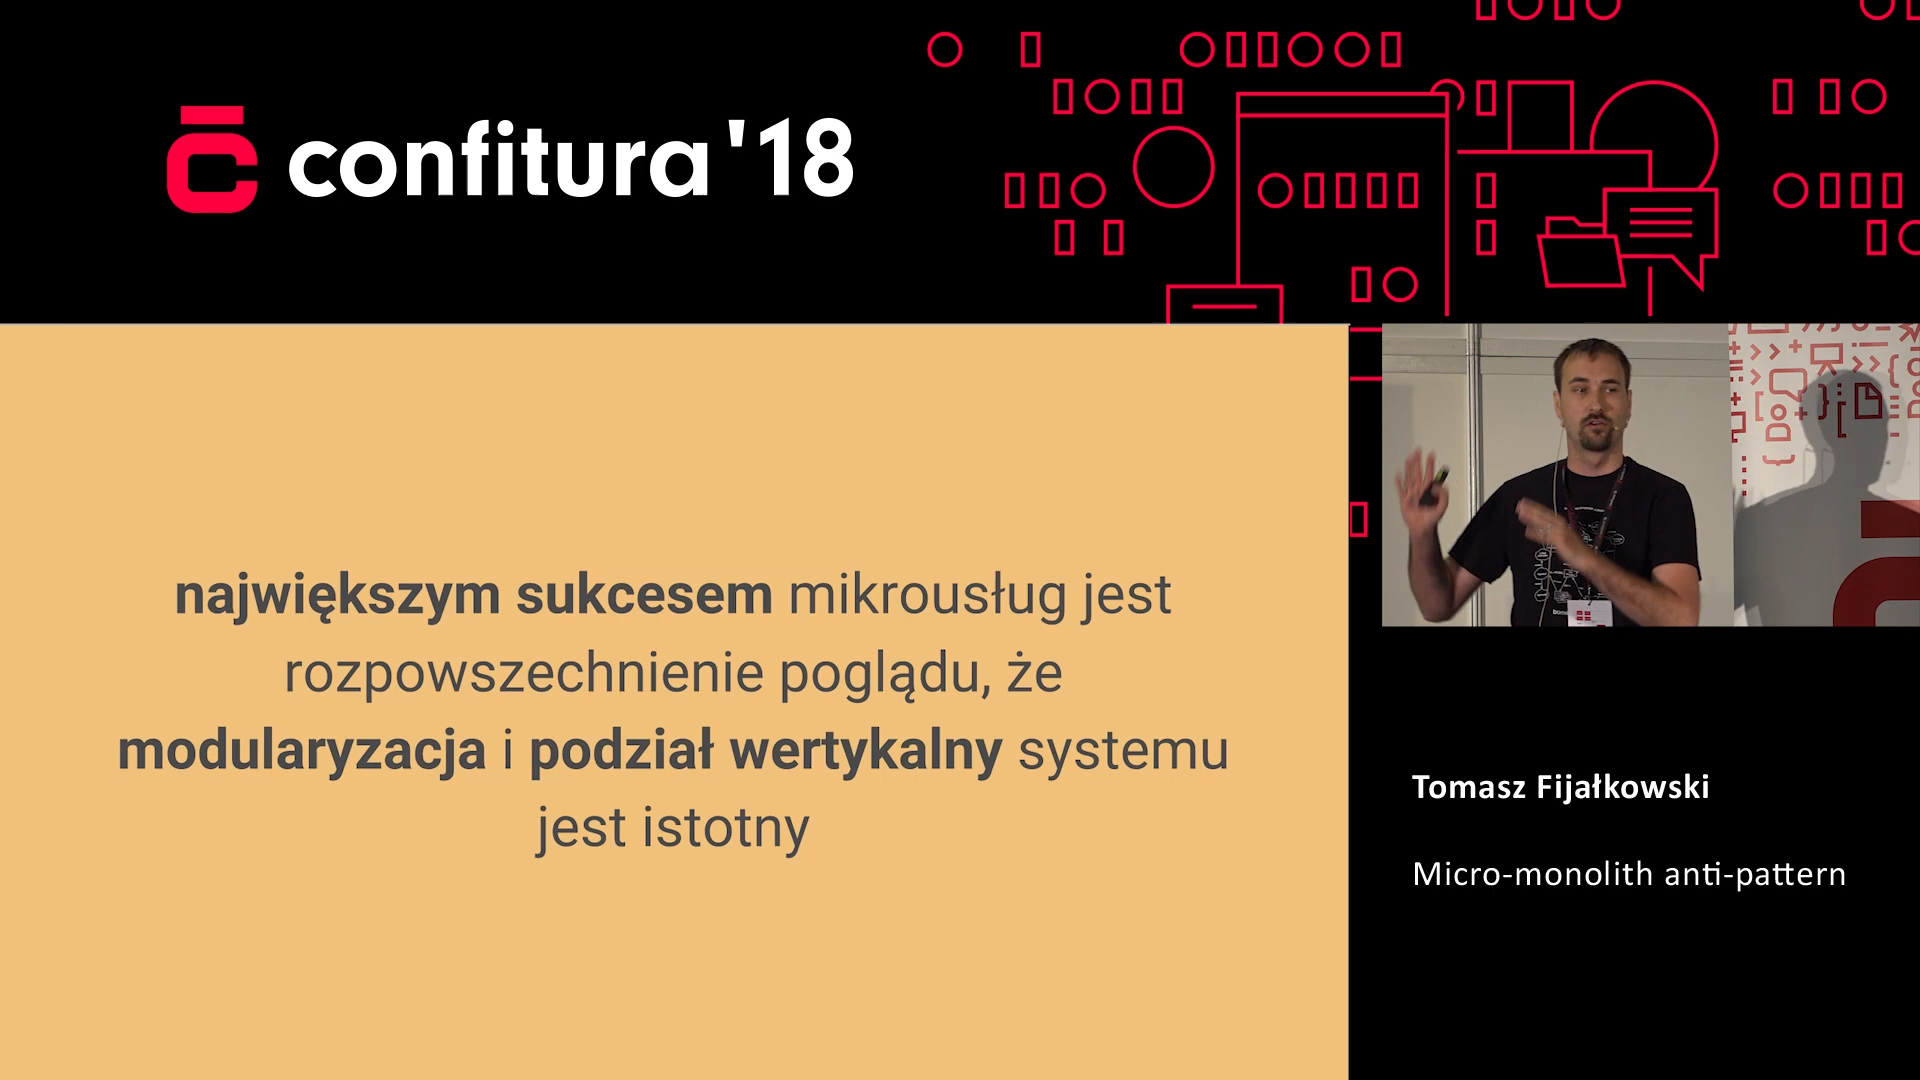 confitura '18
największym sukcesem mikrousług jest
rozpowszechnienie poglądu, że
modularyzacja i podział wertykalny systemu
jest istotny
Tomasz Fijałkowski
Micro-monolith anti-pattern